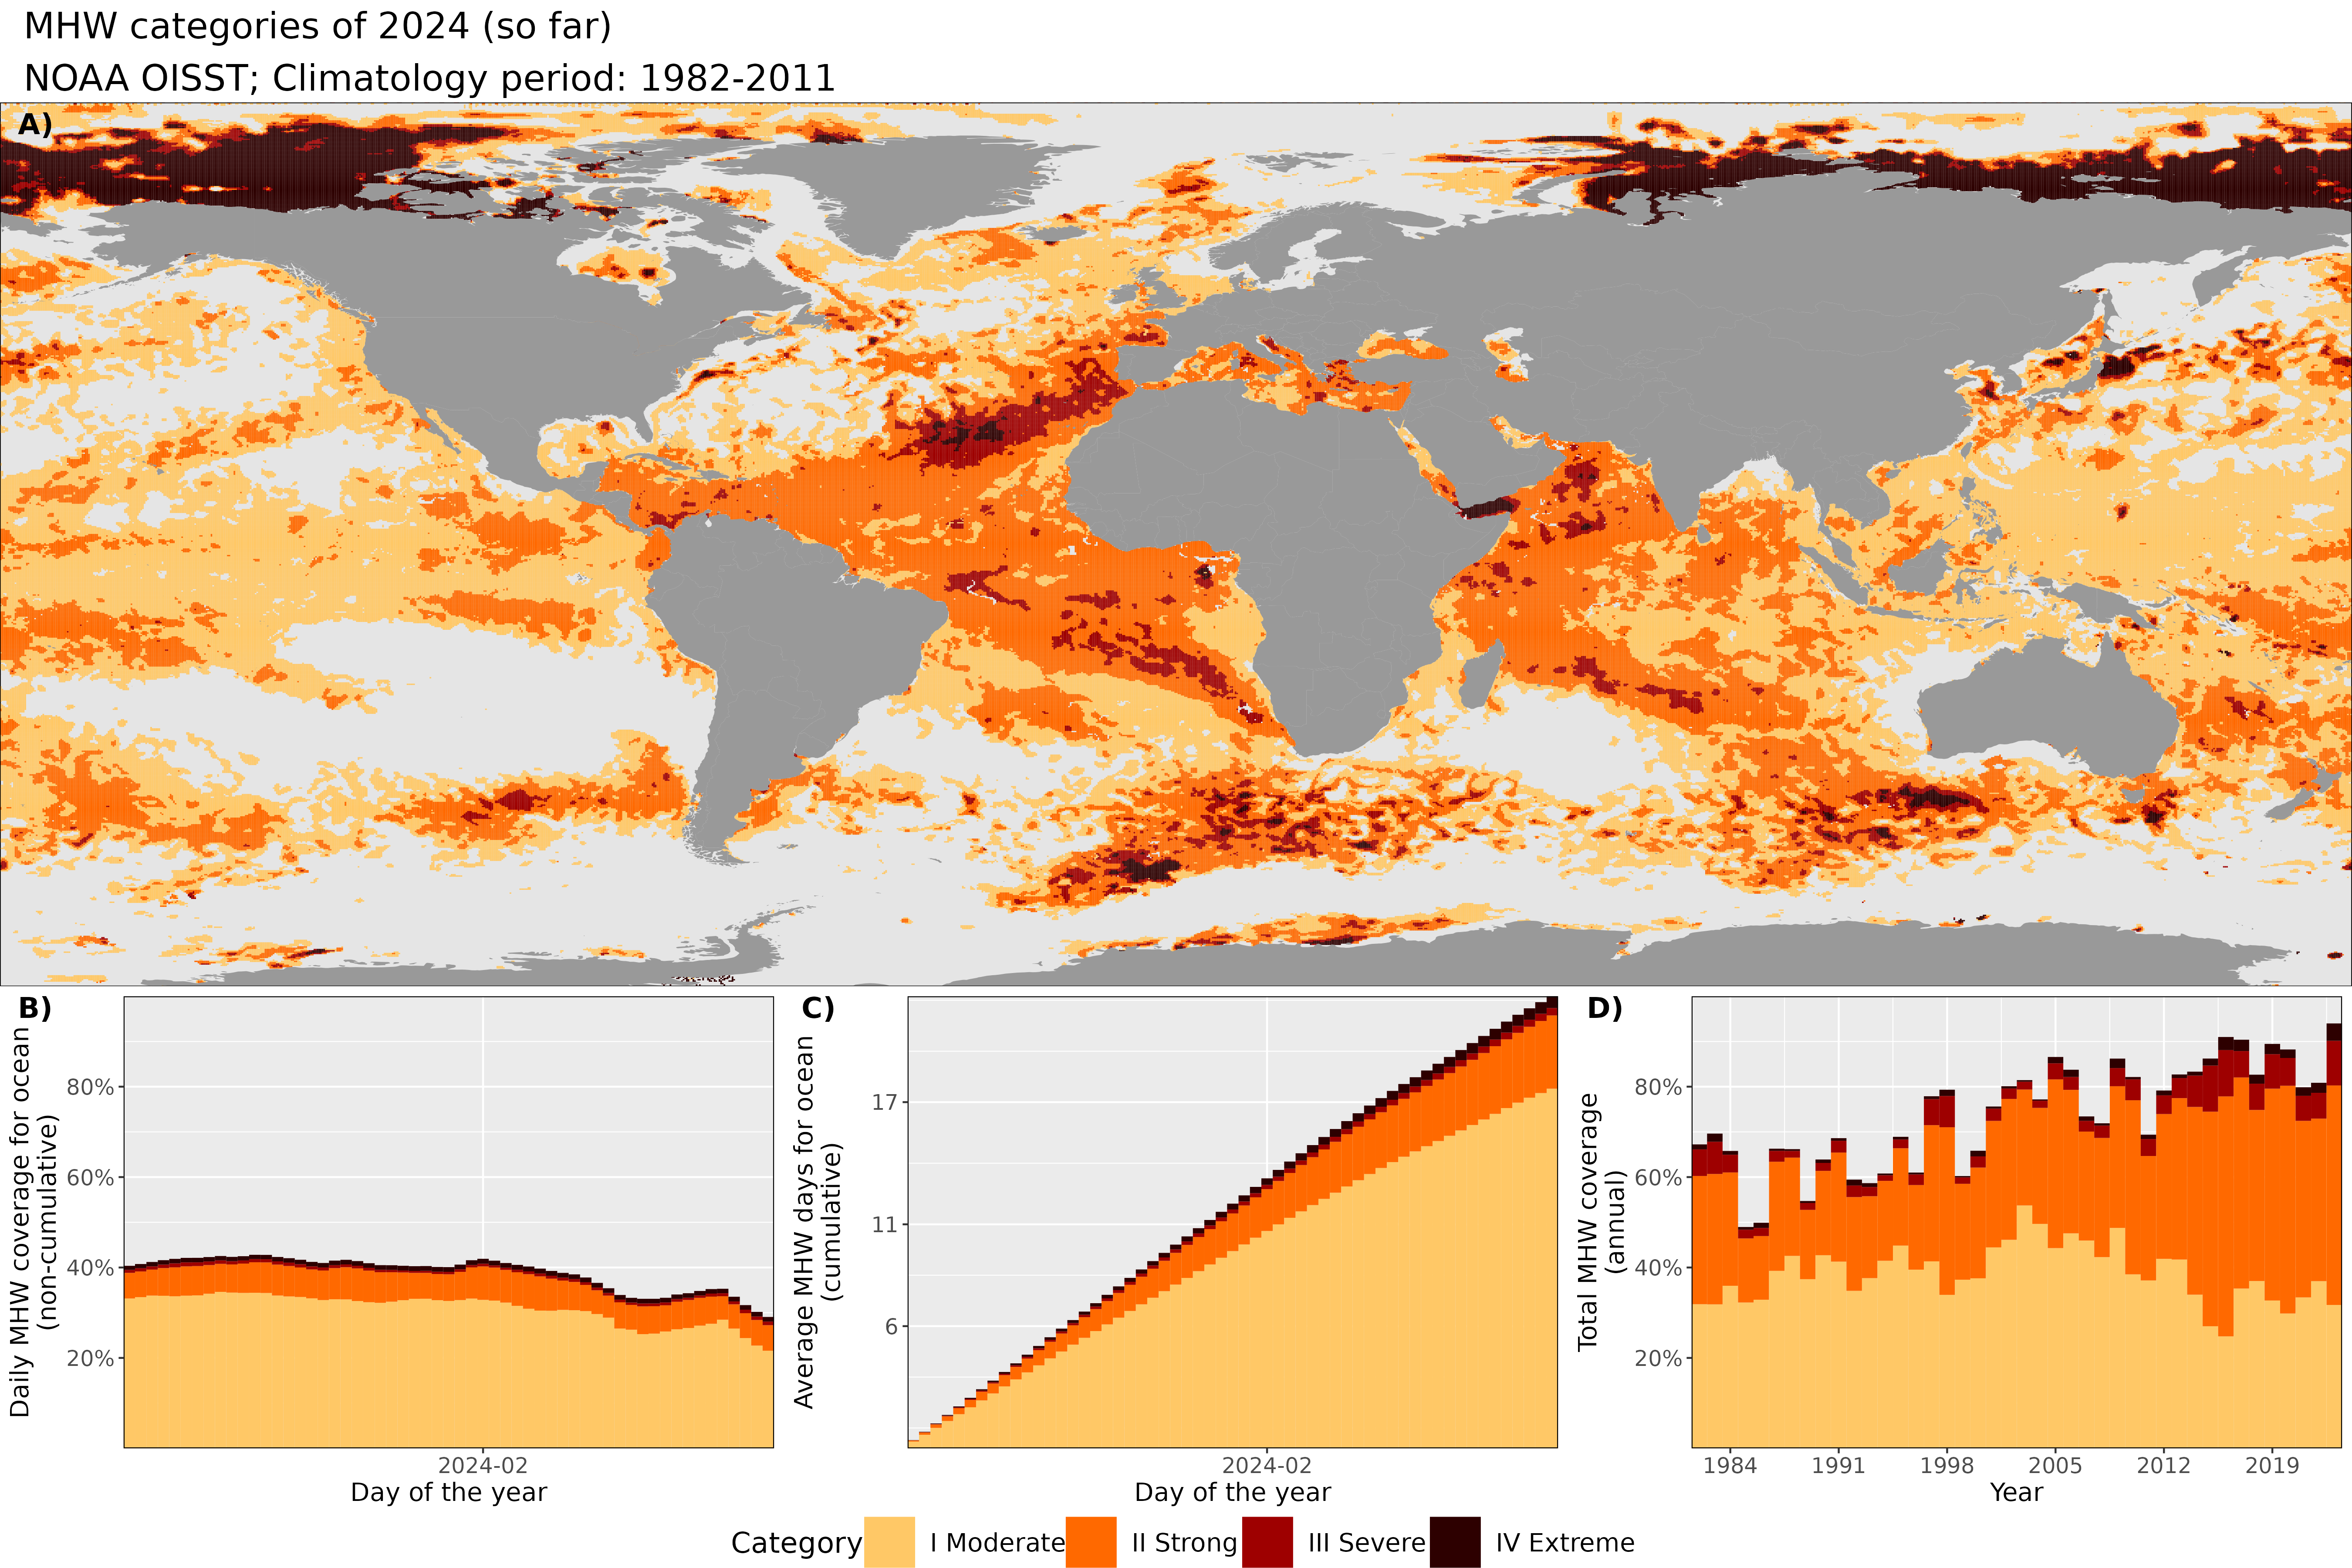 MHW categories of 2024 (so far)
NOAA OISST; Climatology period: 1982-2011
A)
B)
Daily MHW coverage for ocean
(non-cumulative)
80%
60%
40%
20%
2024-02
Day of the year
C)
Average MHW days for ocean
(cumulative)
17
11
6
2024-02
Day of the year
D)
Total MHW coverage
(annual)
80%
60%
40%
20%
1984 1991 1998 2005 2012 2019
Year
Category I Moderate II Strong III Severe IV Extreme